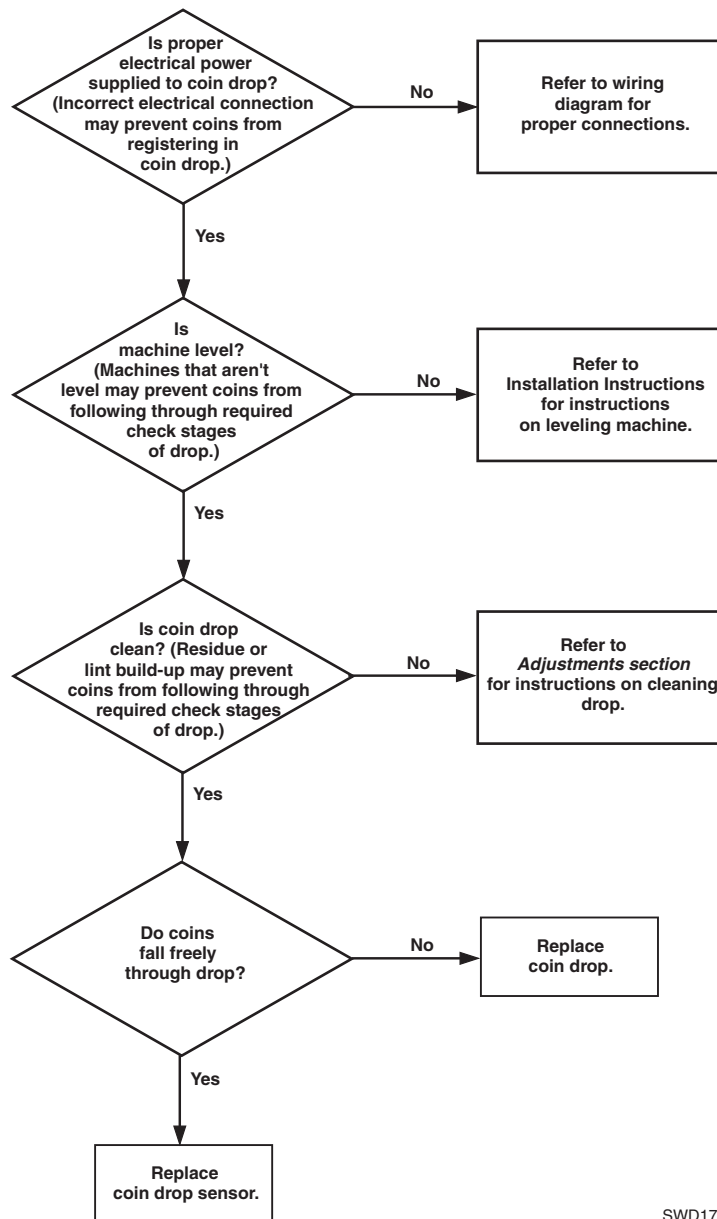 Is proper
electrical power
supplied to coin drop?
(Incorrect electrical connection
may prevent coins from
registering in
coin drop.)
No
Refer to wiring
diagram for
proper connections.
Yes
Is
machine level?
(Machines that aren't
level may prevent coins from
following through required
check stages
of drop.)
No
Refer to
Installation Instructions
for instructions
on leveling machine.
Yes
Is coin drop
clean? (Residue or
lint build-up may prevent
coins from following through
required check stages
of drop.)
No
Refer to
Adjustments section
for instructions on cleaning
drop.
Yes
Do coins
fall freely
through drop?
No
Replace
coin drop.
Yes
Replace
coin drop sensor.
SWD17